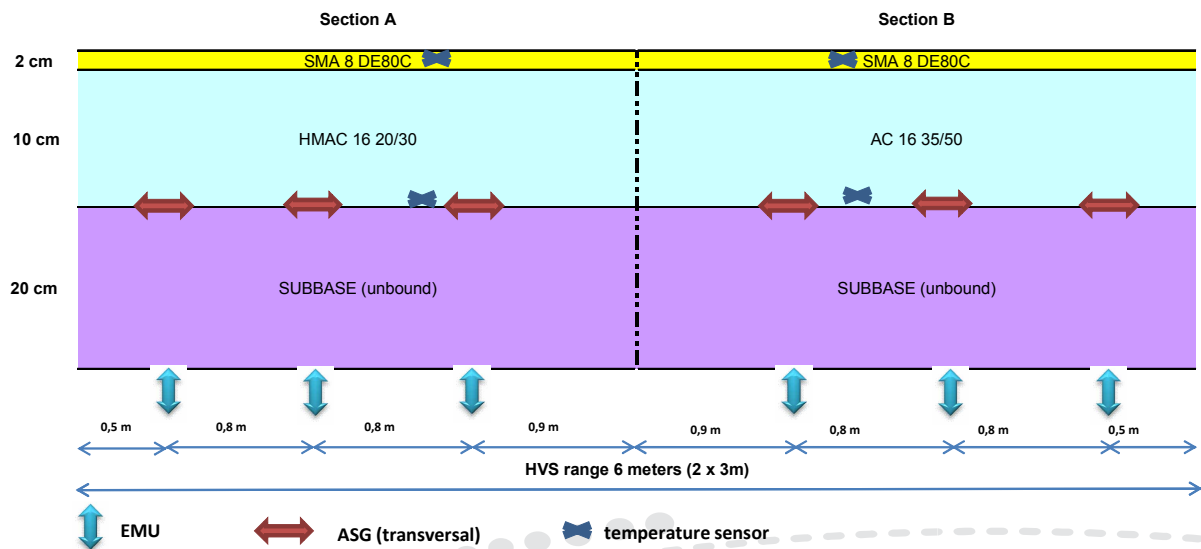 Section A
Section B
2 cm
SMA 8 DE80C
SMA 8 DE80C
10 cm
HMAC 16 20/30
AC 16 35/50
20 cm
SUBBASE (unbound)
SUBBASE (unbound)
0,5 m
0,8 m
0,8 m
0,9 m
0,9 m
0,8 m
0,8 m
0,5 m
HVS range 6 meters (2 x 3m)
EMU
ASG (transversal)
temperature sensor